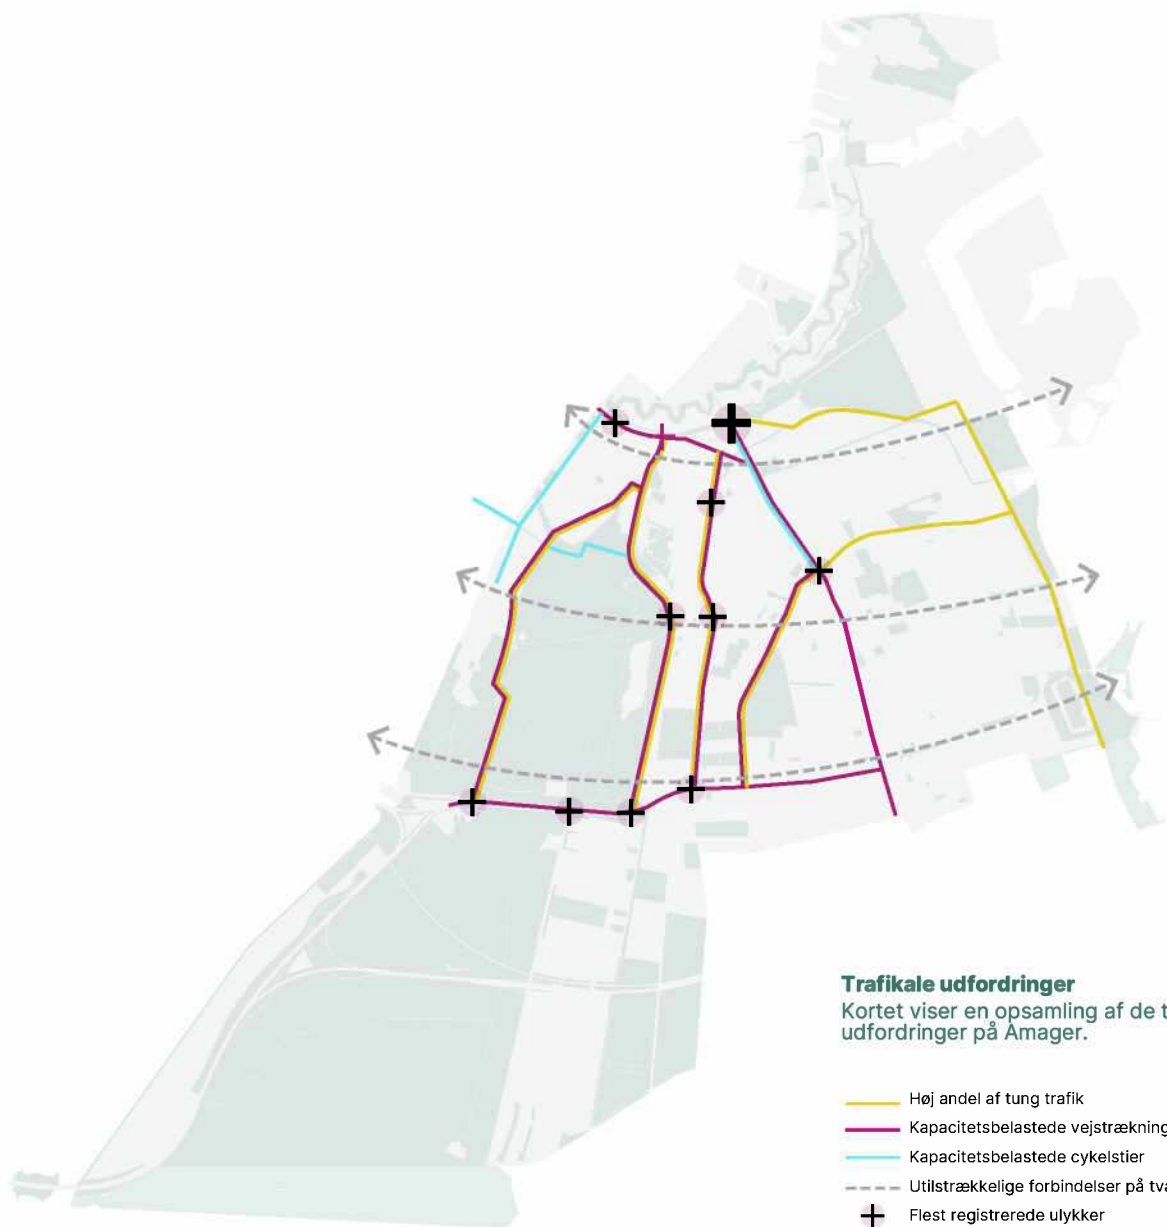 Trafikale udfordringer
Kortet viser en opsamling af de t
udfordringer på Amager.
Høj andel af tung trafik
Kapacitetsbelastede vejstrækning
Kapacitetsbelastede cykelstier
Utilstrækkelige forbindelser på tva
Flest registrerede ulykker